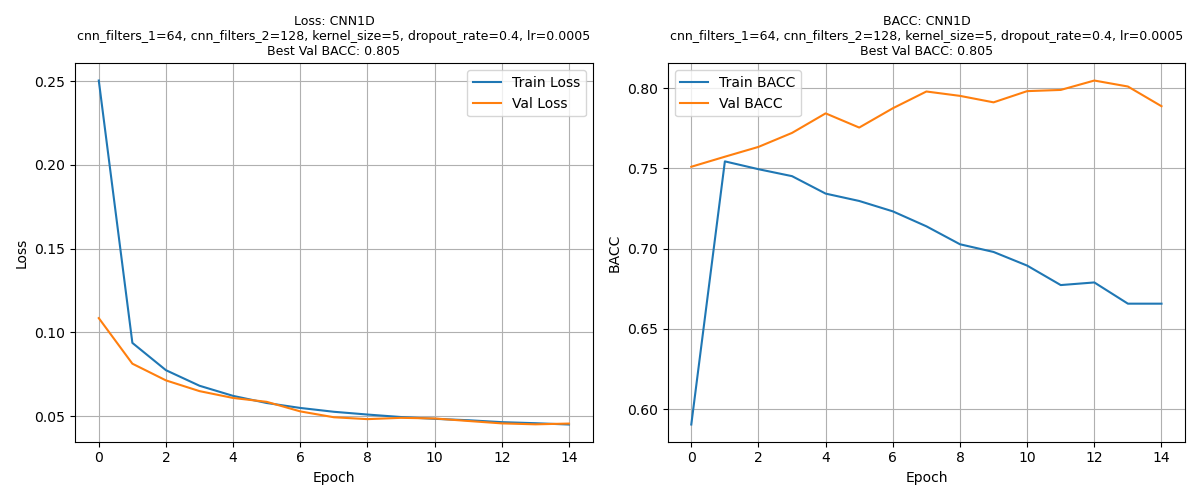 Loss: CNN1D
cnn_filters_1=64, cnn_filters_2=128, kernel_size=5, dropout_rate=0.4, lr=0.0005
Best Val BACC: 0.805
Train Loss
Val Loss
0.25
0.20
0.15
0.10
0.05
Loss
0 2 4 6 8 10 12 14
Epoch
BACC: CNN1D
cnn_filters_1=64, cnn_filters_2=128, kernel_size=5, dropout_rate=0.4, lr=0.0005
Best Val BACC: 0.805
Train BACC
Val BACC
0.80
0.75
0.70
0.65
0.60
BACC
0 2 4 6 8 10 12 14
Epoch